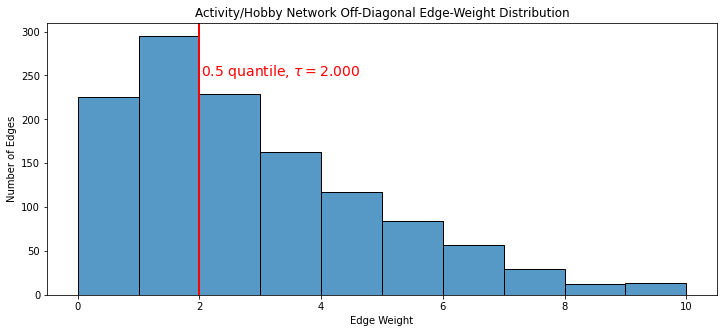 Activity/Hobby Network Off-Diagonal Edge-Weight Distribution
300
250
200
150
100
50
0
Number of Edges
0.5 quantile, τ = 2.000
0 2 4 6 8 10
Edge Weight